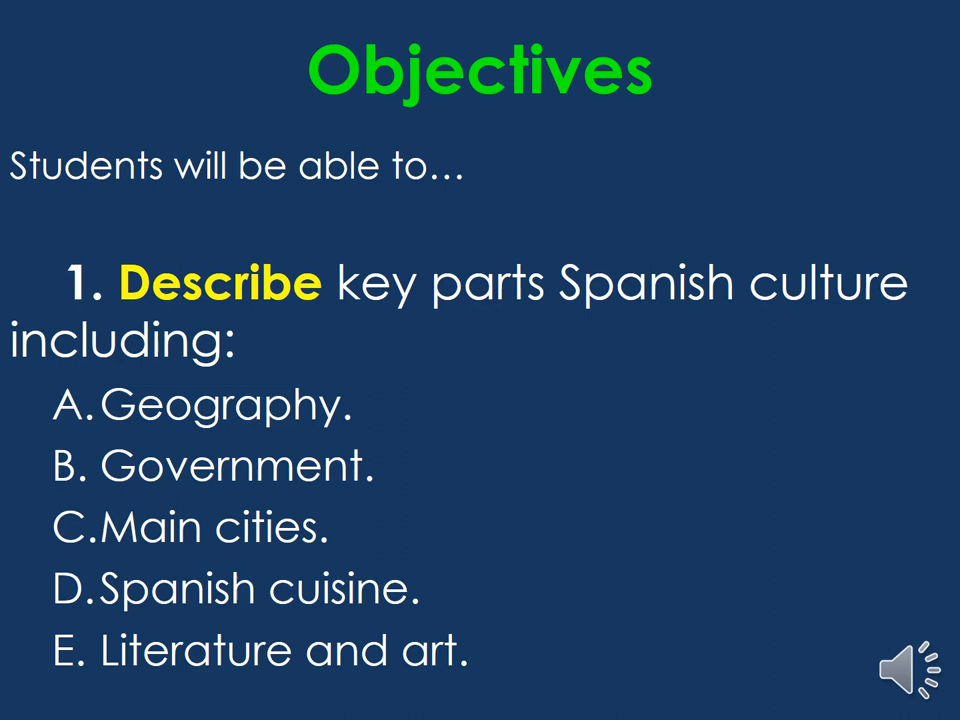 Objectives
Students will be able to…
1. Describe key parts Spanish culture
including:
A. Geography.
B. Government.
C. Main cities.
D. Spanish cuisine.
E. Literature and art.